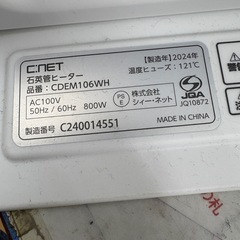 C:NET
石英管ヒーター
品番：CDEM106WH
【製造年】2024年
温度ヒューズ：121℃
AC100V
50Hz / 60Hz 800W
PS
E
株式会社
シィー・ネット
JQA
JQ10872
製造番号 C240014551
MADE IN CHINA